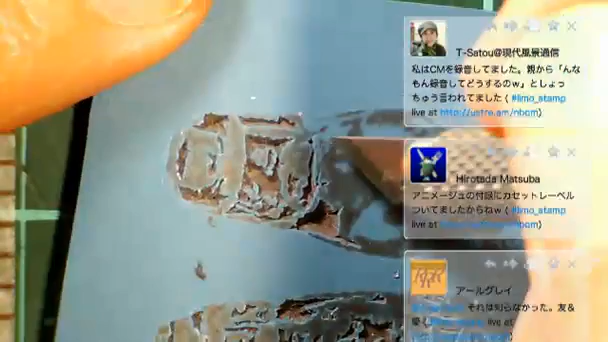 T-Satou@現代風景通信
私はCMを録音してました。親から「んな
もん録音してどうするのw」としょっ
ちゅう言われてました ( #limo_stamp
live at http://ustre.am/nbom)
Hirotada Matsuba
アニメージュの付録にカセットレーベル
ついてましたからねw ( #limo_stamp
live at
アールグレイ
それは知らなかった。友&
live at